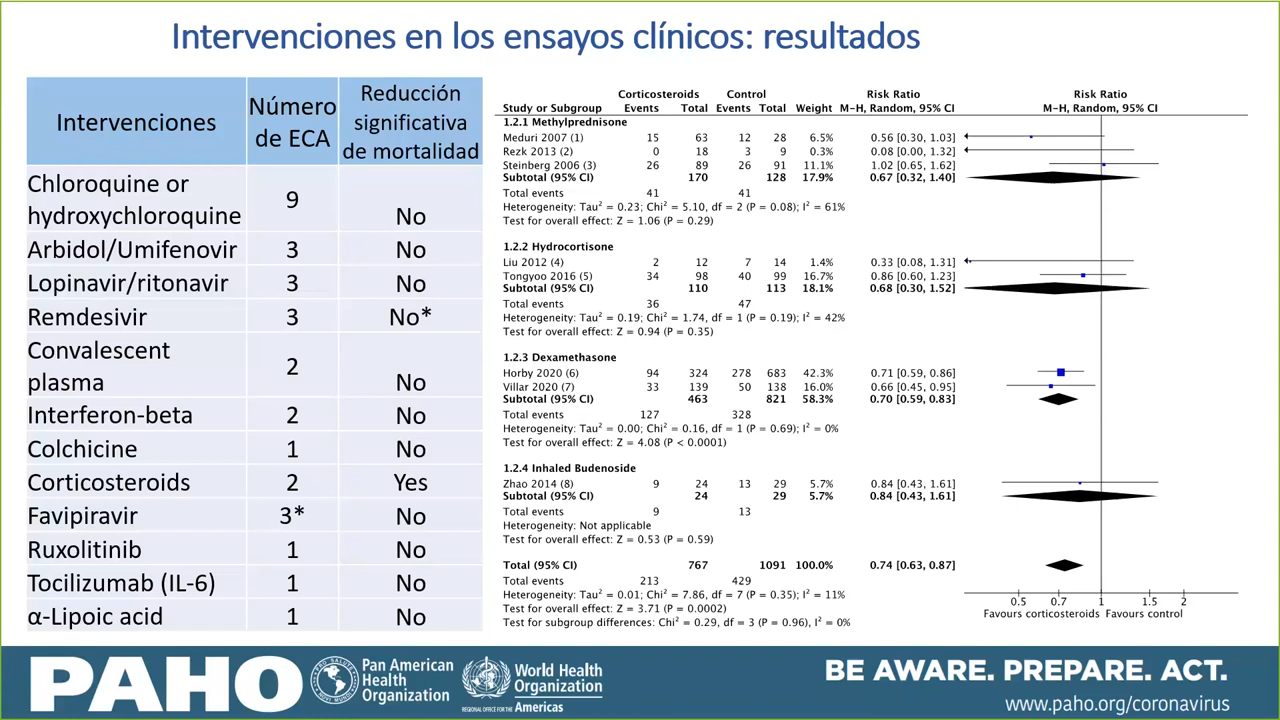 Intervenciones en los ensayos clínicos: resultados
Intervenciones
Número
de ECA
Reducción
significativa
de mortalidad
Chloroquine or
hydroxychloroquine
9
No
Arbidol/Umifenovir 3 No
Lopinavir/ritonavir 3 No
Remdesivir 3 No*
Convalescent
plasma
2
No
Interferon-beta 2 No
Colchicine 1 No
Corticosteroids 2 Yes
Favipiravir 3* No
Ruxolitinib 1 No
Tocilizumab (IL-6) 1 No
α-Lipoic acid 1 No
Corticosteroids Control Risk Ratio Risk Ratio
Study or Subgroup Events Total Events Total Weight M-H, Random, 95% CI M-H, Random, 95% CI
1.2.1 Methylprednisone
Meduri 2007 (1) 15 63 12 28 6.5% 0.56 [0.30, 1.03]
Rezk 2013 (2) 0 18 3 9 0.3% 0.08 [0.00, 1.32]
Steinberg 2006 (3) 26 89 26 91 11.1% 1.02 [0.65, 1.62]
Subtotal (95% CI) 170 128 17.9% 0.67 [0.32, 1.40]
Total events 41 41
Heterogeneity: Tau² = 0.23; Chi² = 5.10, df = 2 (P = 0.08); I² = 61%
Test for overall effect: Z = 1.06 (P = 0.29)
1.2.2 Hydrocortisone
Liu 2012 (4) 2 12 7 14 1.4% 0.33 [0.08, 1.31]
Tongyoo 2016 (5) 34 98 40 99 16.7% 0.86 [0.60, 1.23]
Subtotal (95% CI) 110 113 18.1% 0.68 [0.30, 1.52]
Total events 36 47
Heterogeneity: Tau² = 0.19; Chi² = 1.74, df = 1 (P = 0.19); I² = 42%
Test for overall effect: Z = 0.94 (P = 0.35)
1.2.3 Dexamethasone
Horby 2020 (6) 94 324 278 683 42.3% 0.71 [0.59, 0.86]
Villar 2020 (7) 33 139 50 138 16.0% 0.66 [0.45, 0.95]
Subtotal (95% CI) 463 821 58.3% 0.70 [0.59, 0.83]
Total events 127 328
Heterogeneity: Tau² = 0.00; Chi² = 0.16, df = 1 (P = 0.69); I² = 0%
Test for overall effect: Z = 4.08 (P < 0.0001)
1.2.4 Inhaled Budenoside
Zhao 2014 (8) 9 24 13 29 5.7% 0.84 [0.43, 1.61]
Subtotal (95% CI) 24 29 5.7% 0.84 [0.43, 1.61]
Total events 9 13
Heterogeneity: Not applicable
Test for overall effect: Z = 0.53 (P = 0.59)
Total (95% CI) 767 1091 100.0% 0.74 [0.63, 0.87]
Total events 213 429
Heterogeneity: Tau² = 0.01; Chi² = 7.86, df = 7 (P = 0.35); I² = 11%
Test for overall effect: Z = 3.71 (P = 0.0002)
Test for subgroup differences: Chi² = 0.29, df = 3 (P = 0.96), I² = 0%
0.5 0.7 1 1.5 2
Favours corticosteroids Favours control
PAHO
Pan American
Health
Organization
World Health
Organization
REGIONAL OFFICE FOR THE Americas
BE AWARE. PREPARE. ACT.
www.paho.org/coronavirus